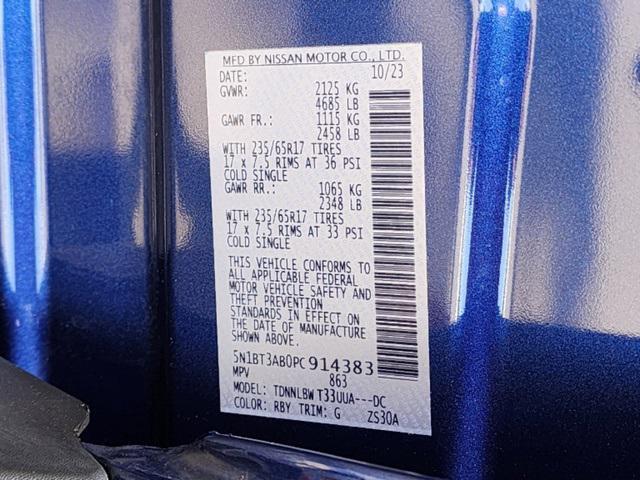 MFD BY NISSAN MOTOR CO., LTD.
DATE: 10/23
GVWR: 2125 KG
4685 LB
GAWR FR.: 1115 KG
2458 LB
WITH 235/65R17 TIRES
17 x 7.5 RIMS AT 36 PSI
COLD SINGLE
GAWR RR.: 1065 KG
2348 LB
WITH 235/65R17 TIRES
17 x 7.5 RIMS AT 33 PSI
COLD SINGLE
THIS VEHICLE CONFORMS TO
ALL APPLICABLE FEDERAL
MOTOR VEHICLE SAFETY AND
THEFT PREVENTION
STANDARDS IN EFFECT ON
THE DATE OF MANUFACTURE
SHOWN ABOVE.
5N1BT3AB0PC914383
MPV 863
MODEL: TDNNLBW T33UUA---DC
COLOR: RBY TRIM: G ZS30A